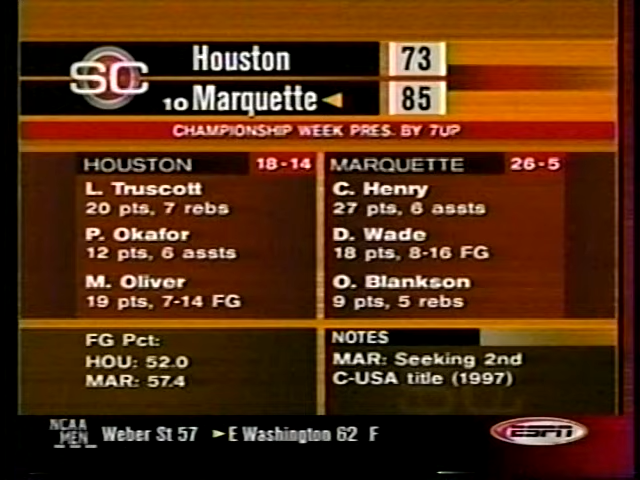 SC
Houston 73
10 Marquette 85
CHAMPIONSHIP WEEK PRES. BY 7UP
HOUSTON 18-14
L. Truscott
20 pts, 7 rebs
P. Okafor
12 pts, 6 assts
M. Oliver
19 pts, 7-14 FG
MARQUETTE 26-5
C. Henry
27 pts, 6 assts
D. Wade
18 pts, 8-16 FG
O. Blankson
9 pts, 5 rebs
FG Pct:
HOU: 52.0
MAR: 57.4
NOTES
MAR: Seeking 2nd
C-USA title (1997)
NCAA
MEN
Weber St 57 E Washington 62 F
ESPN